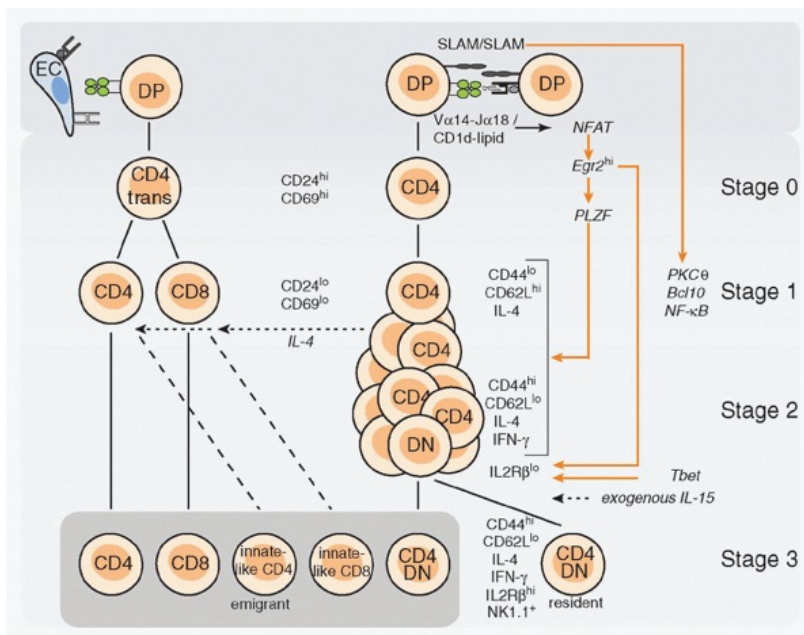 SLAM/SLAM
EC
DP
DP
DP
Vα14-Jα18 /
CD1d-lipid
NFAT
Egr2hi
PLZF
CD4
trans
CD24hi
CD69hi
CD4
Stage 0
CD4
CD8
CD24lo
CD69lo
IL-4
CD4
CD44lo
CD62Lhi
IL-4
PKCθ
Bcl10
NF-κB
Stage 1
CD4
CD4
CD4
DN
CD44hi
CD62Llo
IL-4
IFN-γ
Stage 2
IL2Rβlo
Tbet
exogenous IL-15
CD4
CD8
innate-
like CD4
innate-
like CD8
CD4
DN
emigrant
CD44hi
CD62Llo
IL-4
IFN-γ
IL2Rβhi
NK1.1+
CD4
DN
resident
Stage 3